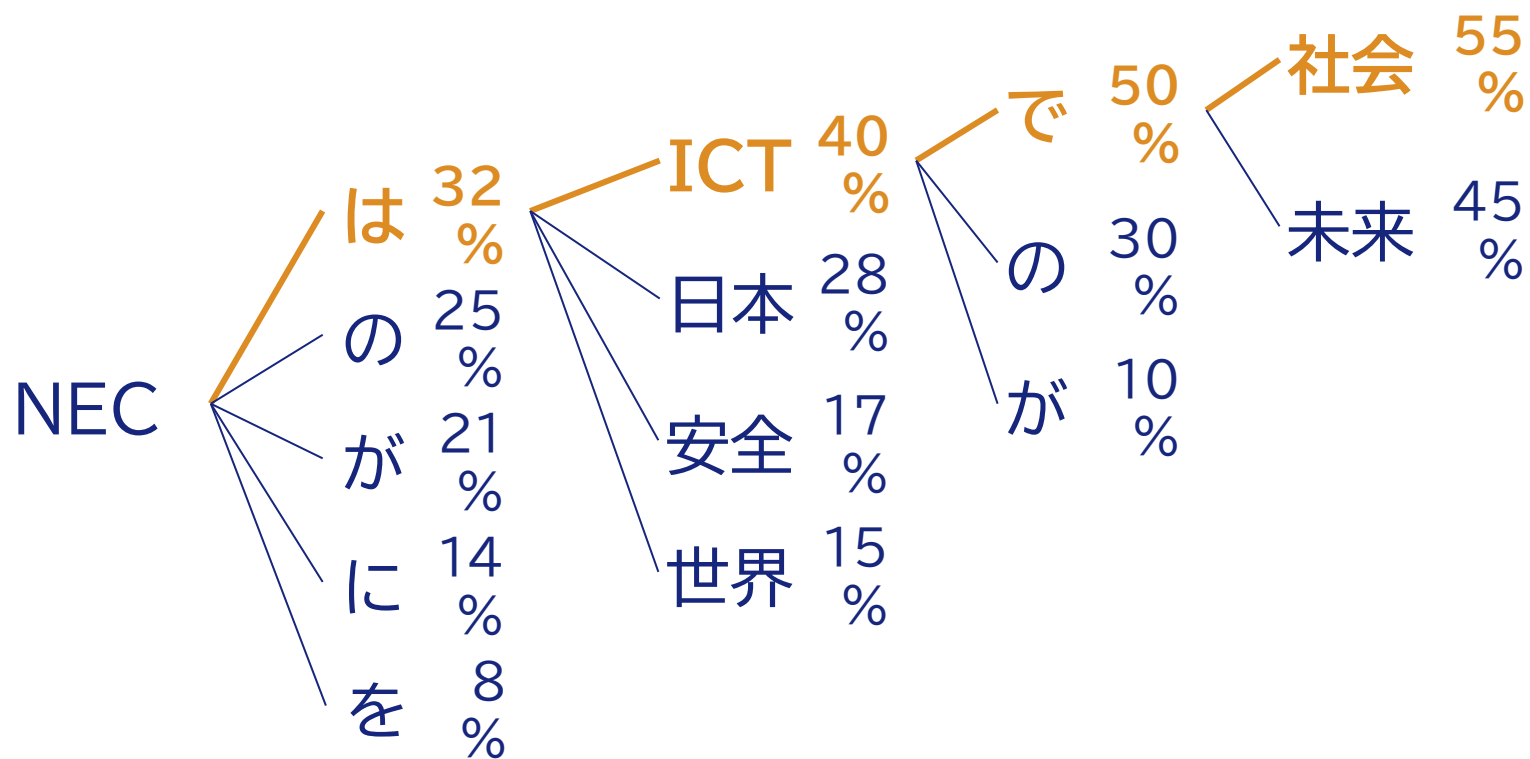 NEC
は 32%
の 25%
が 21%
に 14%
を 8%
ICT 40%
日本 28%
安全 17%
世界 15%
で 50%
の 30%
が 10%
社会 55%
未来 45%